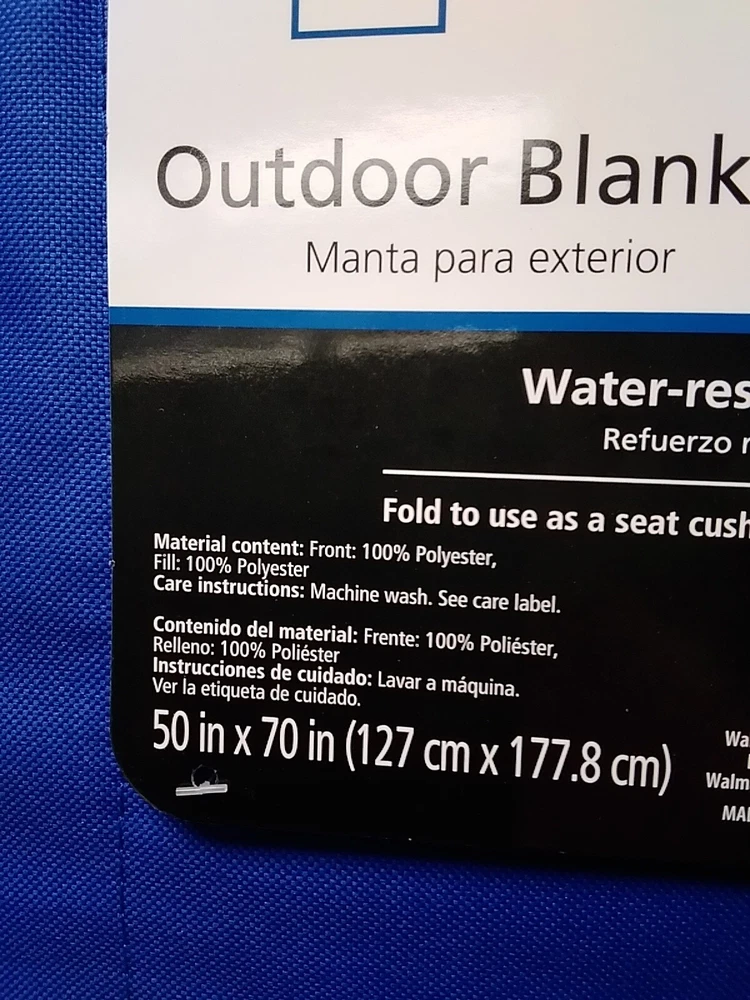 Outdoor Blank
Manta para exterior
Water-res
Refuerzo r
Fold to use as a seat cush
Material content: Front: 100% Polyester,
Fill: 100% Polyester
Care instructions: Machine wash. See care label.
Contenido del material: Frente: 100% Poliéster,
Relleno: 100% Poliéster
Instrucciones de cuidado: Lavar a máquina.
Ver la etiqueta de cuidado.
50 in x 70 in (127 cm x 177.8 cm)
Wa
Walm
MA